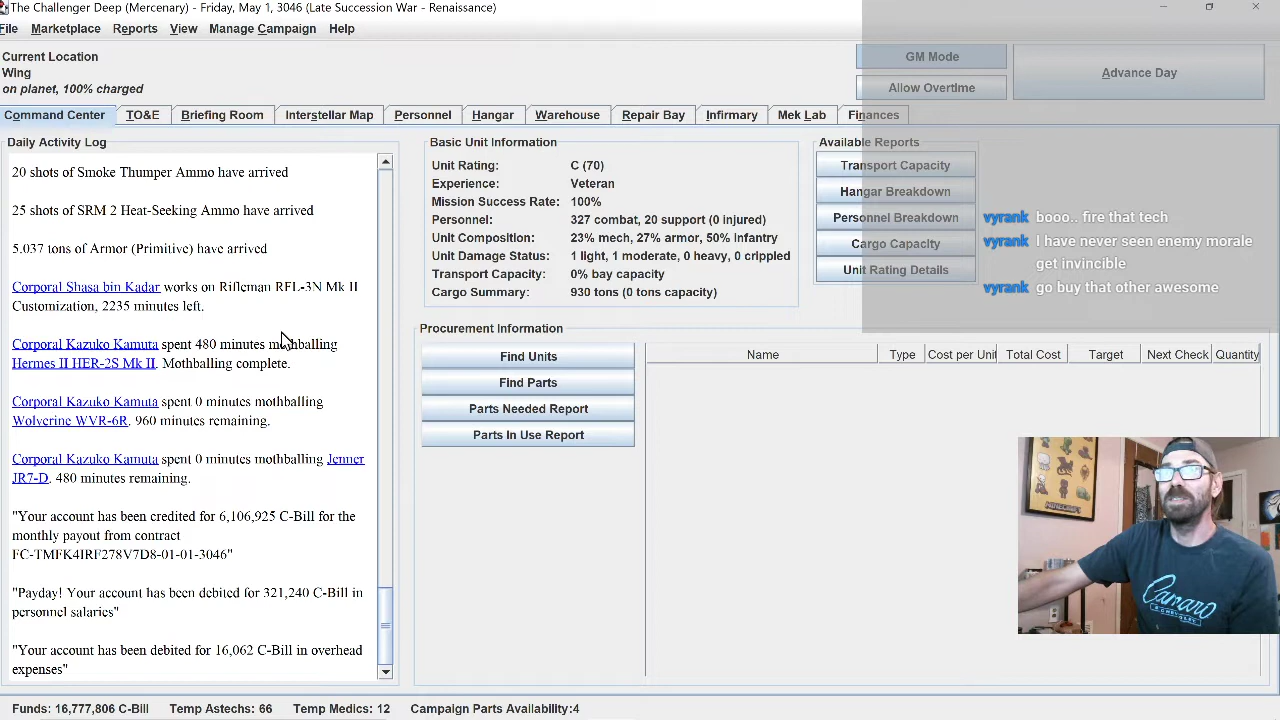 The Challenger Deep (Mercenary) - Friday, May 1, 3046 (Late Succession War - Renaissance)
File Marketplace Reports View Manage Campaign Help
Current Location
Wing
on planet, 100% charged
GM Mode
Allow Overtime
Advance Day
Command Center TO&E Briefing Room Interstellar Map Personnel Hangar Warehouse Repair Bay Infirmary Mek Lab Finances
Daily Activity Log
20 shots of Smoke Thumper Ammo have arrived
25 shots of SRM 2 Heat-Seeking Ammo have arrived
5.037 tons of Armor (Prinitive) have arrived
Corporal Shasa bin Kadar works on Rifleman RFL-3N Mk II
Customization, 2235 minutes left.
Corporal Kazuko Kamuta spent 480 minutes mothballing
Hermes II HER-2S Mk II. Mothballing complete.
Corporal Kazuko Kamuta spent 0 minutes mothballing
Wolverine WVR-6R. 960 minutes remaining.
Corporal Kazuko Kamuta spent 0 minutes mothballing Jenner
JR7-D. 480 minutes remaining.
"Your account has been credited for 6,106,925 C-Bill for the
monthly payout from contract
FC-TMFK4IRF278V7D8-01-01-3046"
"Payday! Your account has been debited for 321,240 C-Bill in
personnel salaries"
"Your account has been debited for 16,062 C-Bill in overhead
expenses"
Basic Unit Information
Unit Rating: C (70)
Experience: Veteran
Mission Success Rate: 100%
Personnel: 327 combat, 20 support (0 injured)
Unit Composition: 23% mech, 27% armor, 50% infantry
Unit Damage Status: 1 light, 1 moderate, 0 heavy, 0 crippled
Transport Capacity: 0% bay capacity
Cargo Summary: 930 tons (0 tons capacity)
Available Reports
Transport Capacity
Hangar Breakdown
Personnel Breakdown
Cargo Capacity
Unit Rating Details
vyrank booo.. fire that tech
vyrank I have never seen enemy morale
get invincible
vyrank go buy that other awesome
Procurement Information
Find Units
Find Parts
Parts Needed Report
Parts In Use Report
Name Type Cost per Unit Total Cost Target Next Check Quantity
Camaro
BY CHEVROLET
Funds: 16,777,806 C-Bill Temp Astechs: 66 Temp Medics: 12 Campaign Parts Availability:4